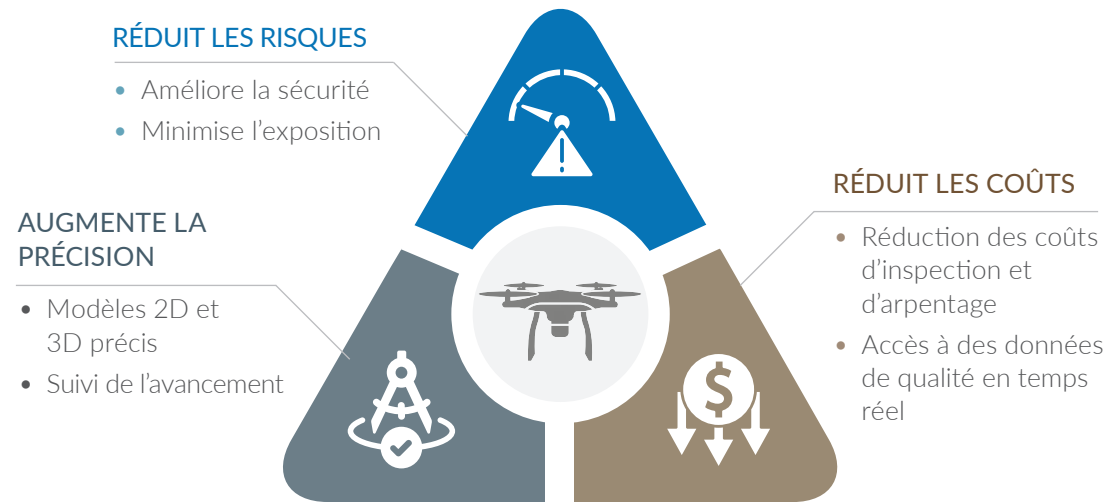 RÉDUIT LES RISQUES
• Améliore la sécurité
• Minimise l’exposition
AUGMENTE LA
PRÉCISION
• Modèles 2D et
3D précis
• Suivi de l’avancement
RÉDUIT LES COÛTS
• Réduction des coûts
d’inspection et
d’arpentage
• Accès à des données
de qualité en temps
réel
$